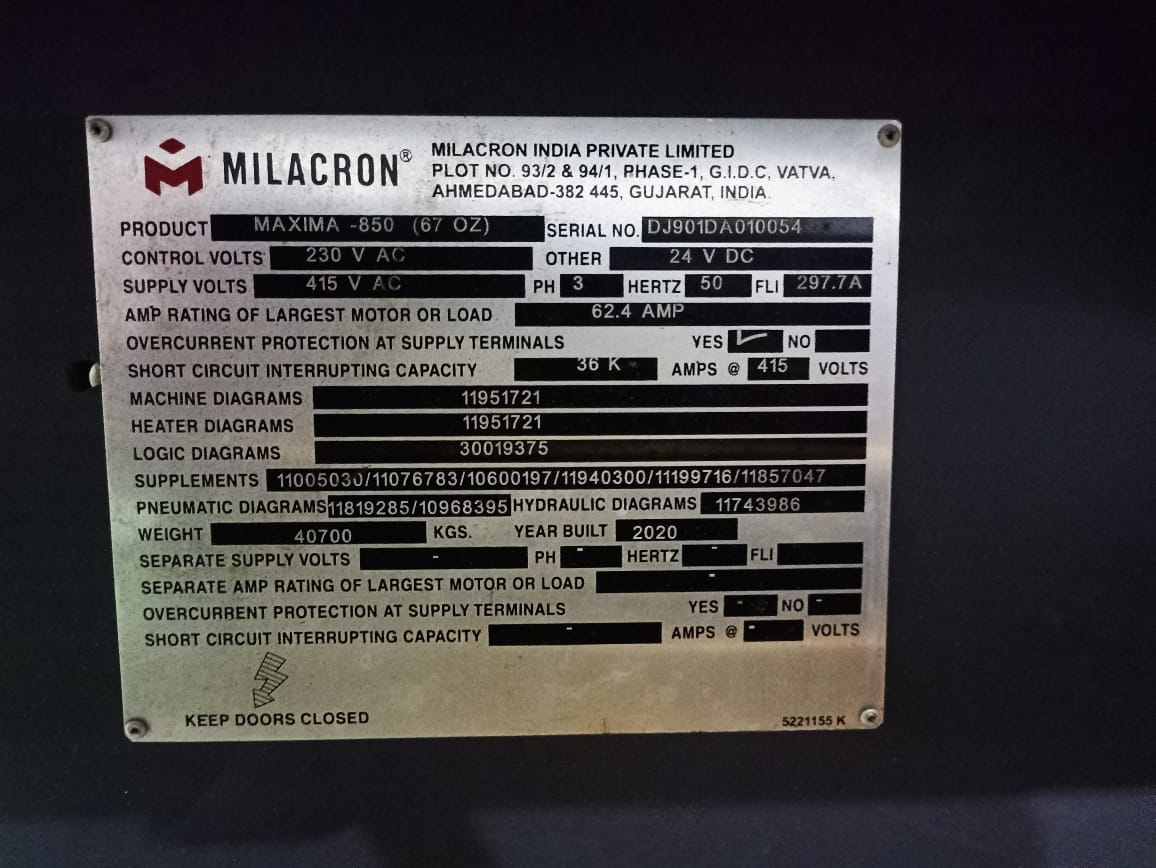 MILACRON®
MILACRON INDIA PRIVATE LIMITED
PLOT NO. 93/2 & 94/1, PHASE-1, G.I.D.C, VATVA,
AHMEDABAD-382 445, GUJARAT, INDIA.
PRODUCT MAXIMA -850 (67 OZ) SERIAL NO. DJ901DA010054
CONTROL VOLTS 230 V AC OTHER 24 V DC
SUPPLY VOLTS 415 V AC PH 3 HERTZ 50 FLI 297.7A
AMP RATING OF LARGEST MOTOR OR LOAD 62.4 AMP
OVERCURRENT PROTECTION AT SUPPLY TERMINALS YES ✓ NO
SHORT CIRCUIT INTERRUPTING CAPACITY 36 K AMPS @ 415 VOLTS
MACHINE DIAGRAMS 11951721
HEATER DIAGRAMS 11951721
LOGIC DIAGRAMS 30019375
SUPPLEMENTS 11005030/11076783/10600197/11940300/11199716/11857047
PNEUMATIC DIAGRAMS 11819285/10968395 HYDRAULIC DIAGRAMS 11743986
WEIGHT 40700 KGS. YEAR BUILT 2020
SEPARATE SUPPLY VOLTS - PH - HERTZ - FLI
SEPARATE AMP RATING OF LARGEST MOTOR OR LOAD -
OVERCURRENT PROTECTION AT SUPPLY TERMINALS YES - NO -
SHORT CIRCUIT INTERRUPTING CAPACITY - AMPS @ - VOLTS
KEEP DOORS CLOSED
5221155 K